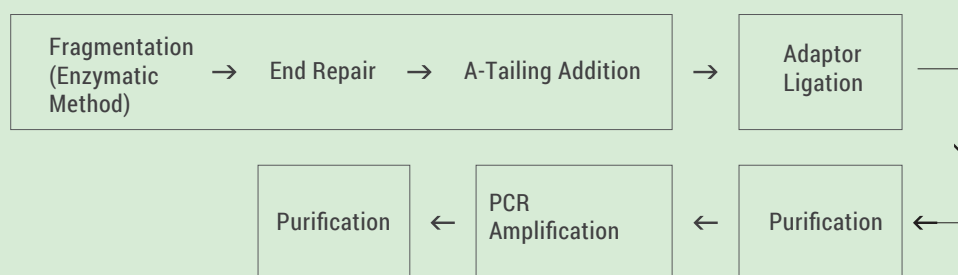 Fragmentation
(Enzymatic
Method)
→
End Repair
→
A-Tailing Addition
→
Adaptor
Ligation
Purification
←
PCR
Amplification
←
Purification
←